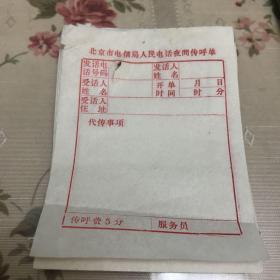 北京市电信局人民电话夜间传呼单
发话电话号码
发话人姓名
受话人姓名
开单时间 月 日 时 分
受话人住址
代传事项
传呼费5分 服务员